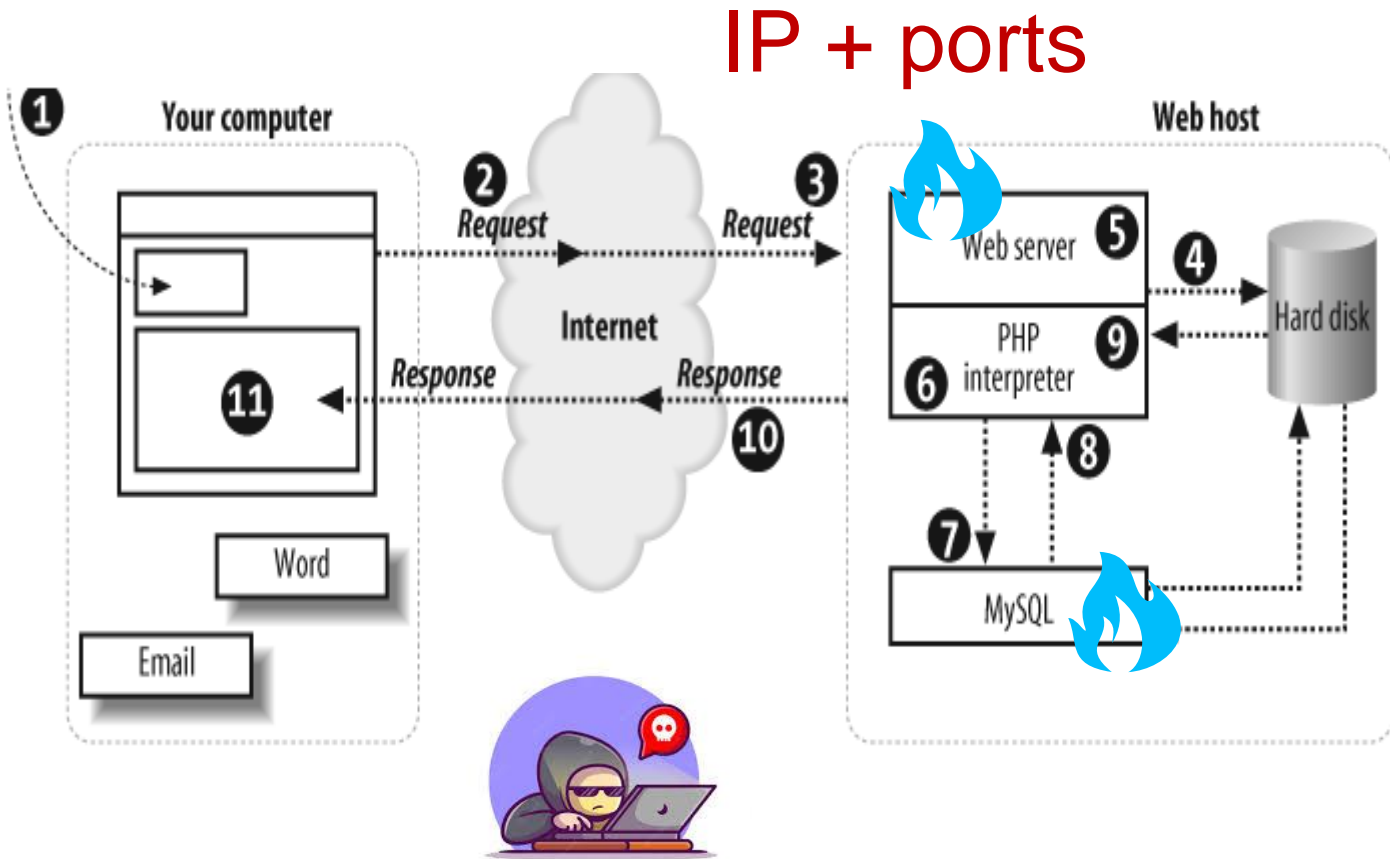 IP + ports
1
Your computer
Web host
2
3
Request
Request
Web server
5
4
Internet
Hard disk
PHP
interpreter
9
6
Response
Response
11
10
8
7
Word
MySQL
Email